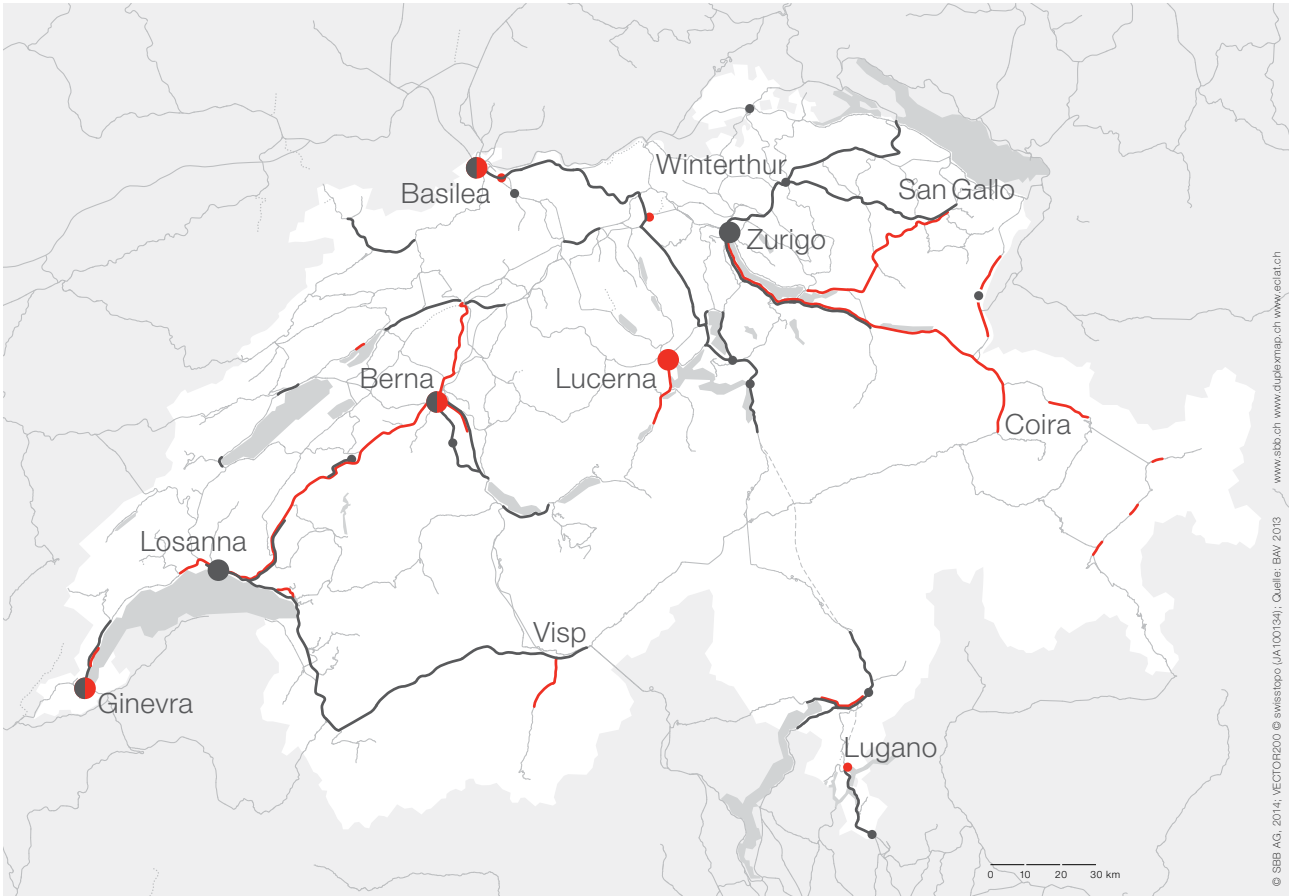 Winterthur
Basilea
San Gallo
Zurigo
Berna
Lucerna
Coira
Losanna
Visp
Ginevra
Lugano
0 10 20 30 km
© SBB AG, 2014; VECTOR200 © swisstopo (JA100134); Quelle: BAV 2013 www.sbb.ch www.duplexmap.ch www.eclat.ch